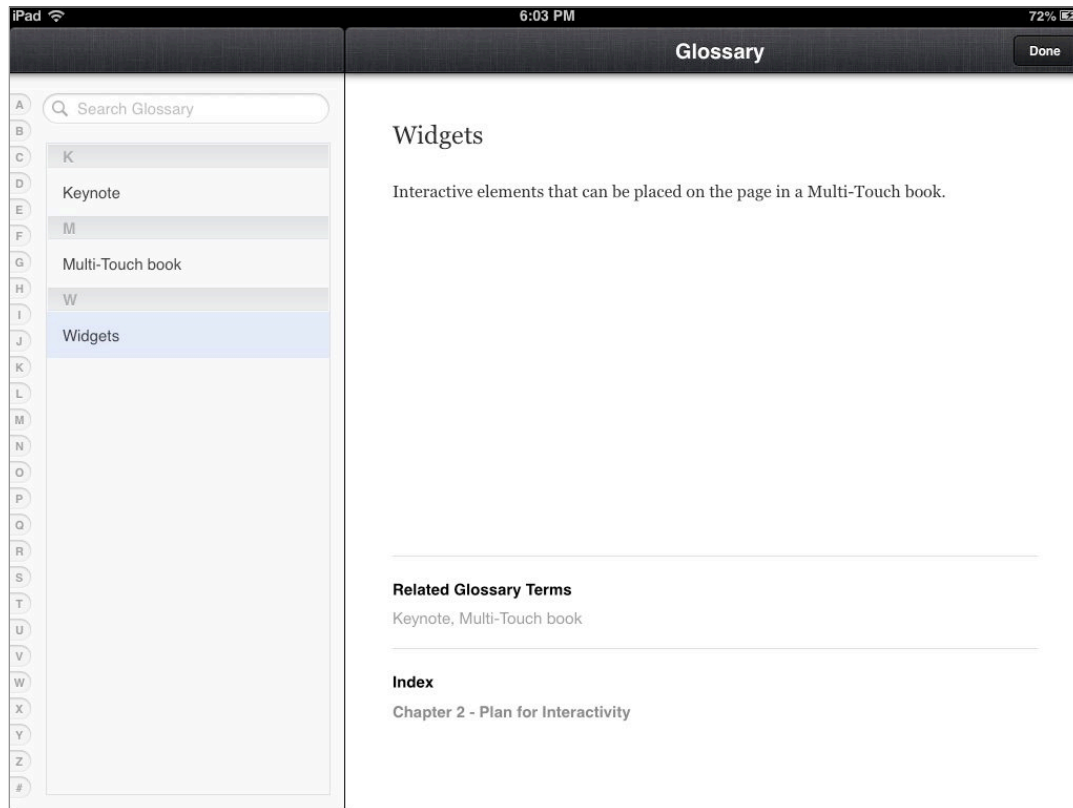 iPad 6:03 PM 72%
Glossary Done
Search Glossary
K
Keynote
M
Multi-Touch book
W
Widgets
A
B
C
D
E
F
G
H
I
J
K
L
M
N
O
P
Q
R
S
T
U
V
W
X
Y
Z
#
Widgets
Interactive elements that can be placed on the page in a Multi-Touch book.
Related Glossary Terms
Keynote, Multi-Touch book
Index
Chapter 2 - Plan for Interactivity